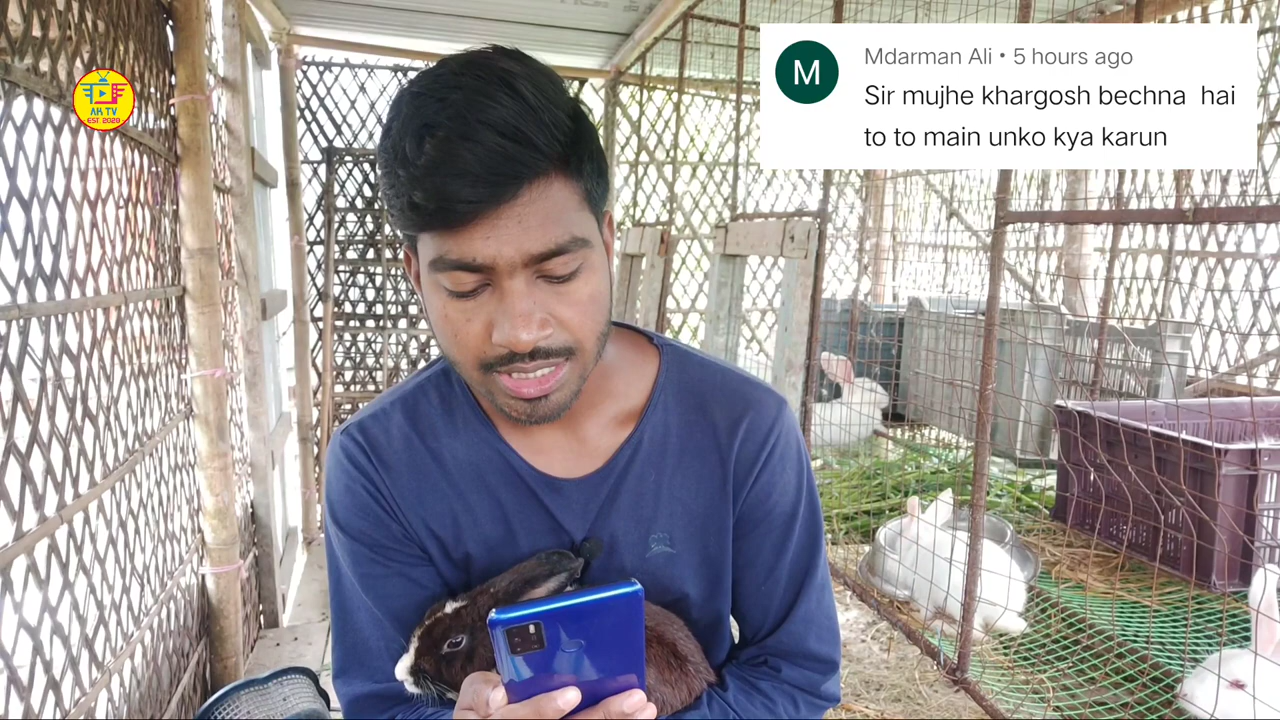 AK TV
EST 2020
M
Mdarman Ali • 5 hours ago
Sir mujhe khargosh bechna hai
to to main unko kya karun